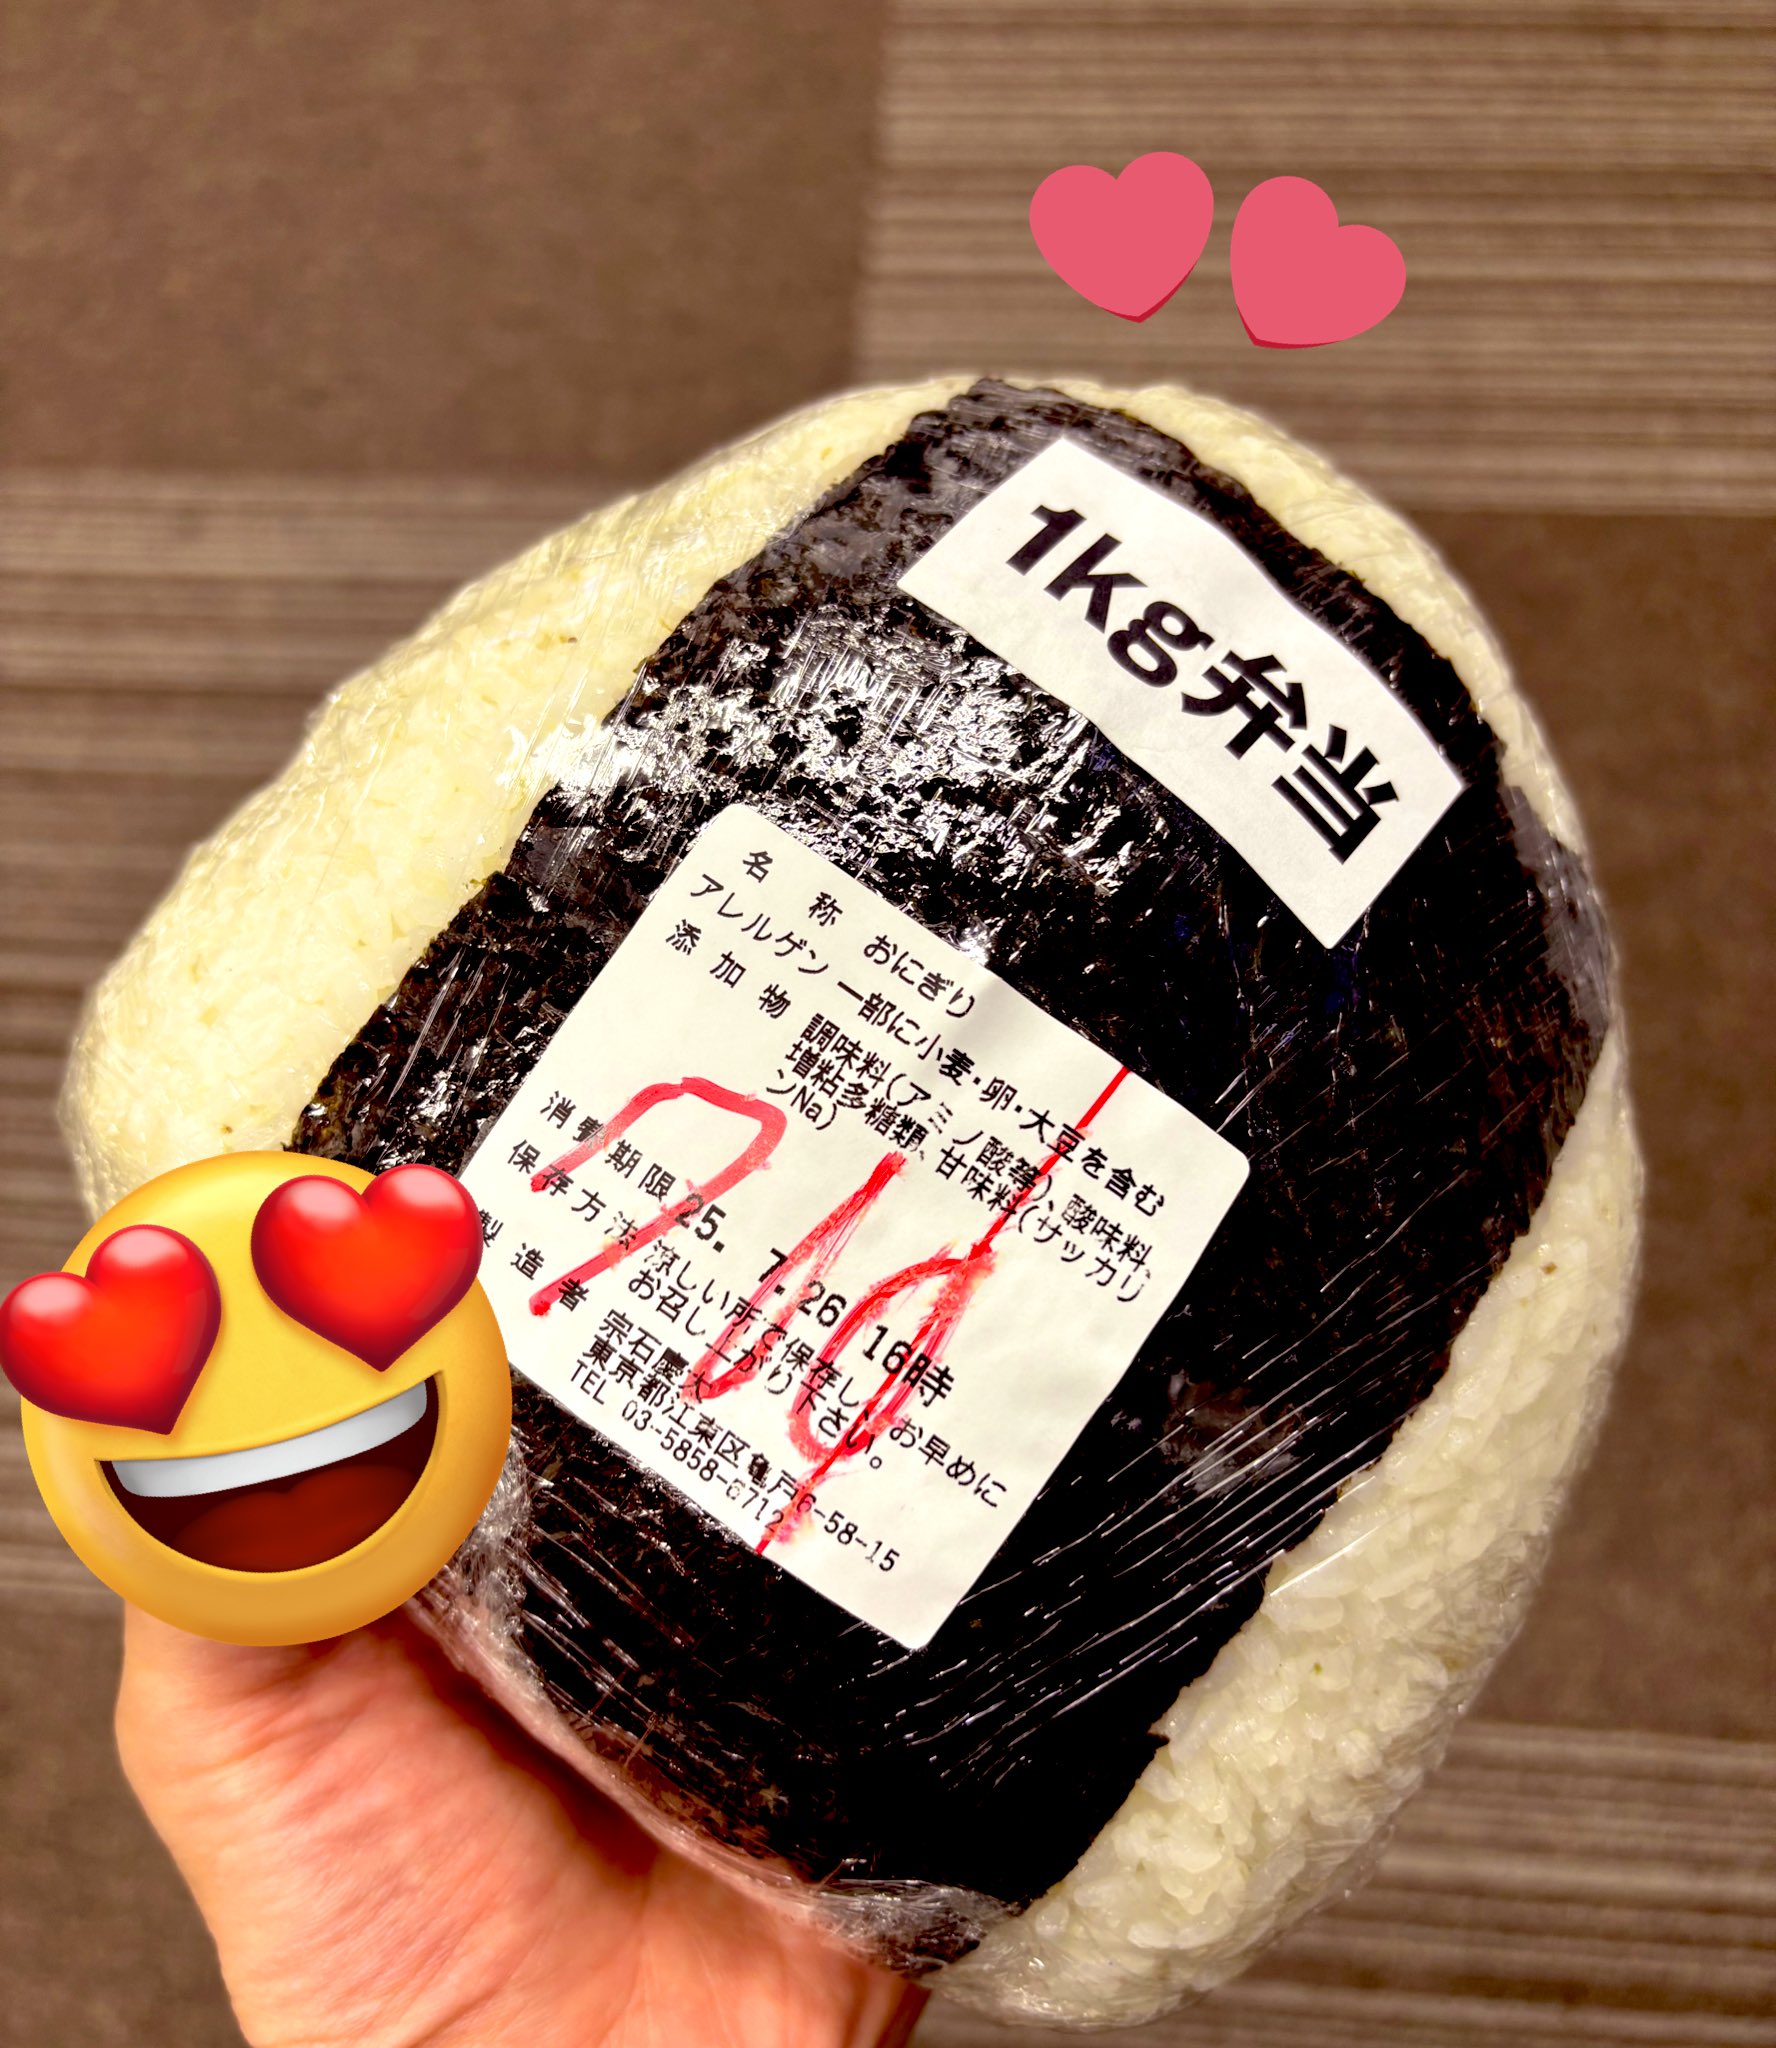 1kg弁当
名 称 おにぎり
アレルゲン 一部に小麦・卵・大豆を含む
添 加 物 調味料(アミノ酸等)、酸味料、
増粘多糖類、甘味料(サッカリ
ンNa)
消費期限 25. 7.26 16時
保存方法 涼しい所で保存し、お早めに
お召し上がり下さい。
製 造 者 宗石慶大
東京都江東区亀戸6-58-15
TEL 03-5858-6712